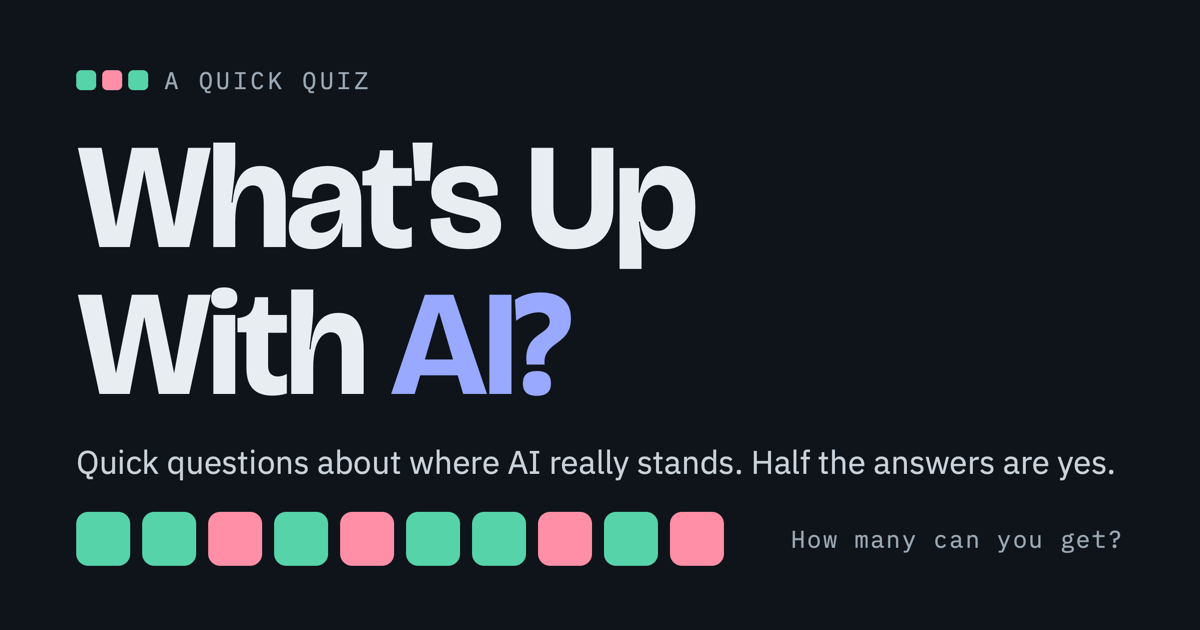 A QUICK QUIZ
What's Up
With AI?
Quick questions about where AI really stands. Half the answers are yes.
How many can you get?